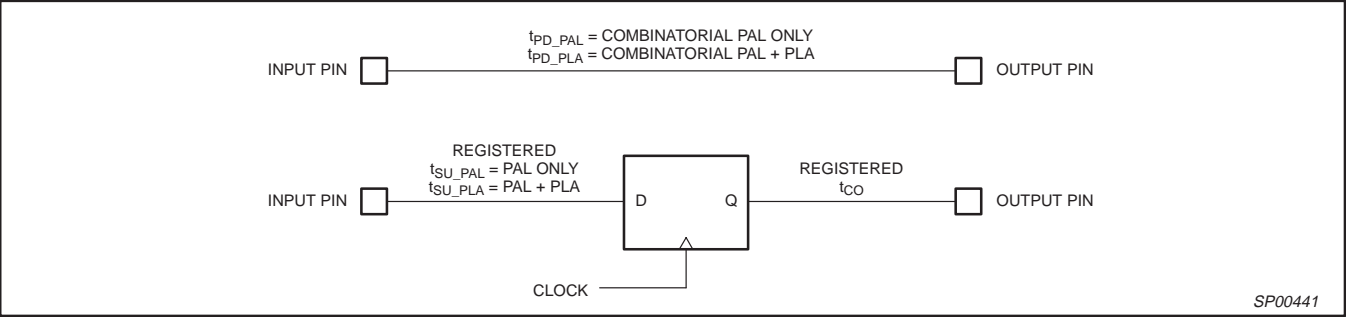 tPD_PAL = COMBINATORIAL PAL ONLY
tPD_PLA = COMBINATORIAL PAL + PLA
INPUT PIN
OUTPUT PIN
REGISTERED
tSU_PAL = PAL ONLY
tSU_PLA = PAL + PLA
REGISTERED
tCO
INPUT PIN
D
Q
OUTPUT PIN
CLOCK
SP00441